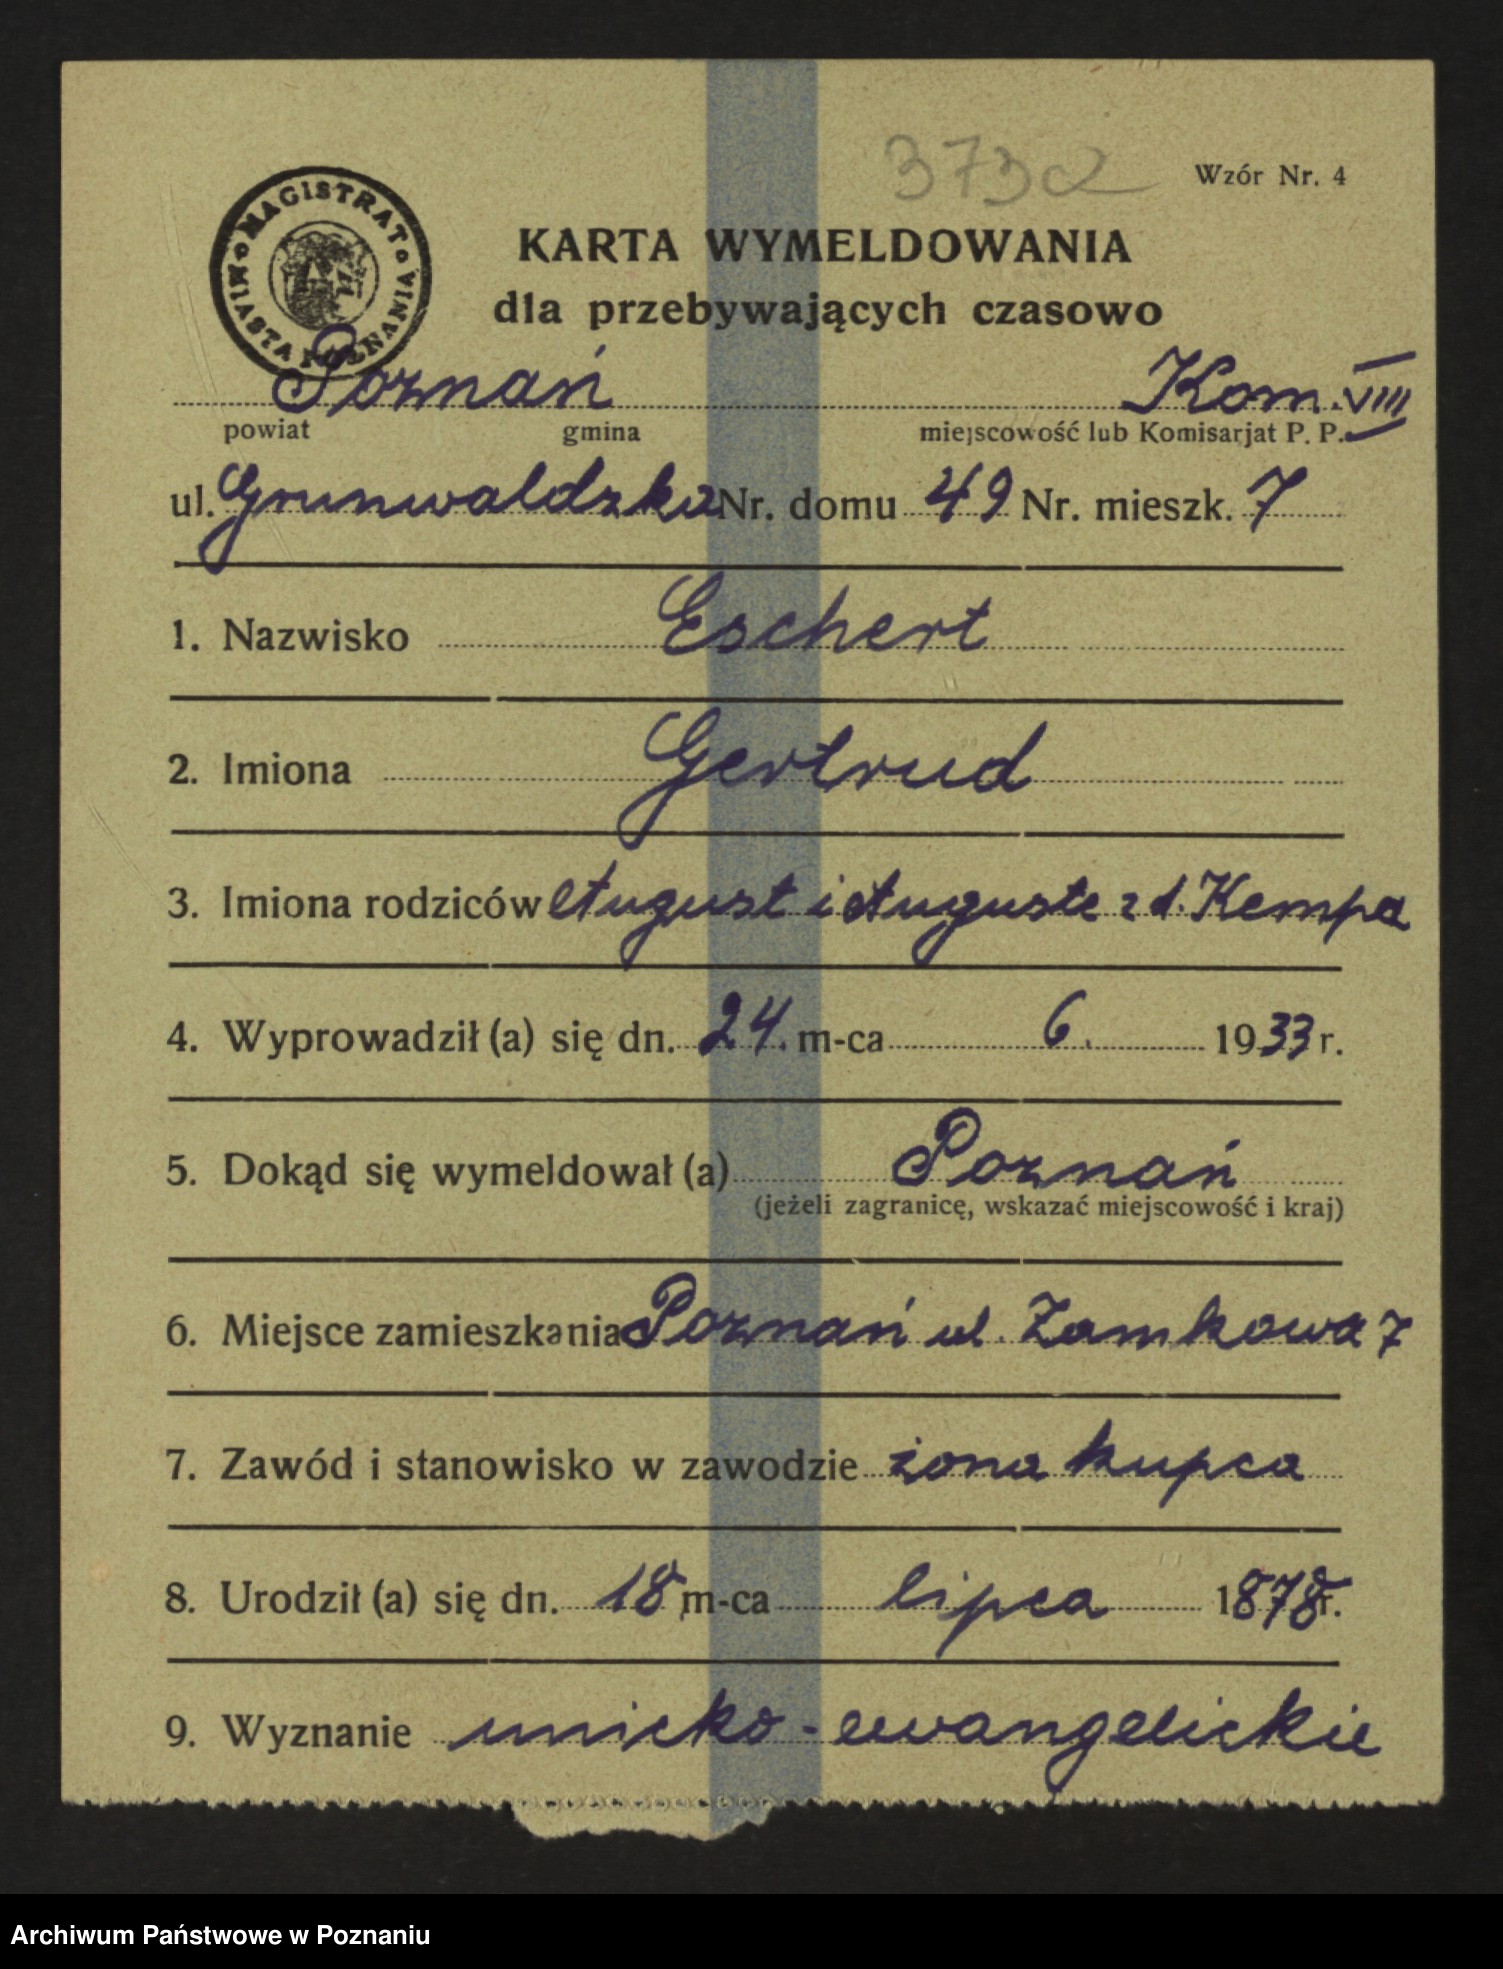 373a
Wzór Nr. 4
MAGISTRAT MIASTA POZNANIA
KARTA WYMELDOWANIA
dla przebywających czasowo
Poznań Kom. VIII
powiat gmina miejscowość lub Komisarjat P. P.
ul. Grunwaldzka Nr. domu 49 Nr. mieszk. 7
1. Nazwisko Eschert
2. Imiona Gertrud
3. Imiona rodziców August i Auguste z d. Kempa
4. Wyprowadził (a) się dn. 24. m-ca 6. 1933 r.
5. Dokąd się wymeldował (a) Poznań
(jeżeli zagranicę, wskazać miejscowość i kraj)
6. Miejsce zamieszkania Poznań ul. Zamkowa 7
7. Zawód i stanowisko w zawodzie żona kupca
8. Urodził (a) się dn. 18 m-ca lipca 1878 r.
9. Wyznanie unicko - ewangelickie
Archiwum Państwowe w Poznaniu